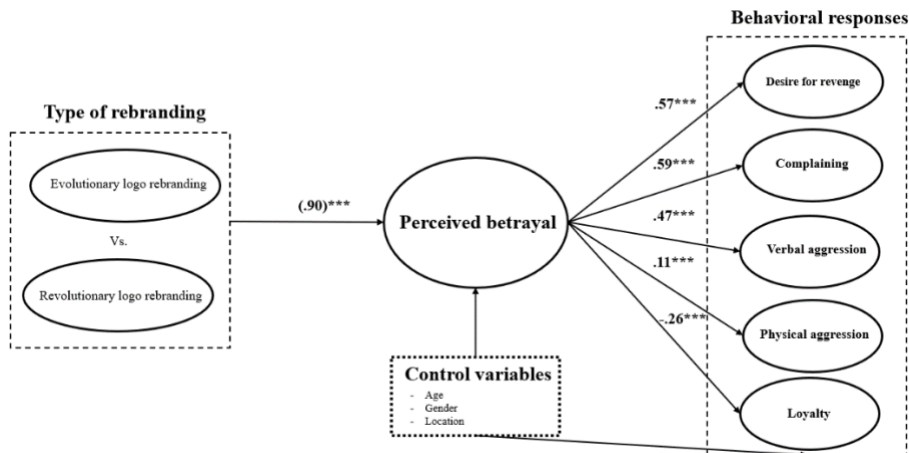 Behavioral responses
Type of rebranding
Evolutionary logo rebranding
Vs.
Revolutionary logo rebranding
(.90)***
Perceived betrayal
.57***
.59***
.47***
.11***
-.26***
Desire for revenge
Complaining
Verbal aggression
Physical aggression
Loyalty
Control variables
- Age
- Gender
- Location